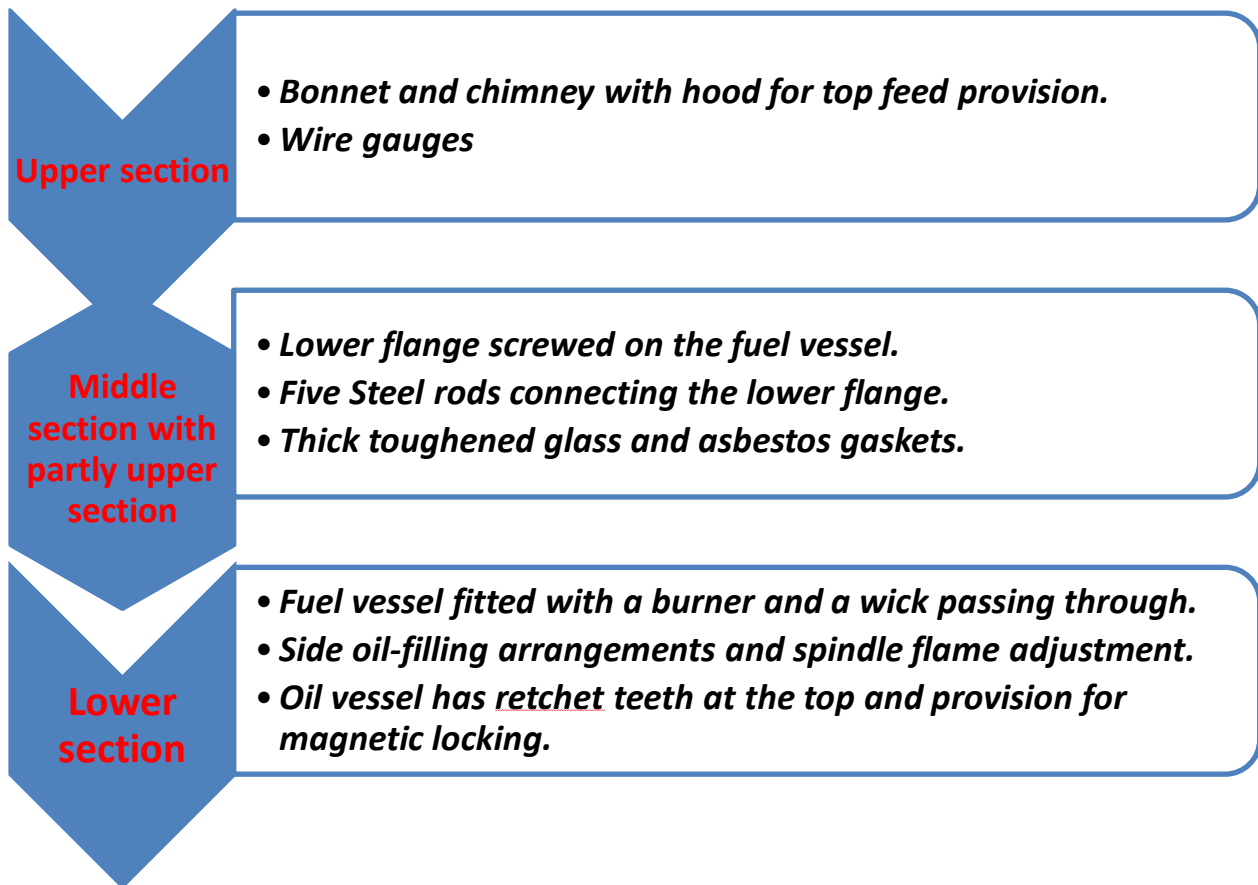 Upper section
• Bonnet and chimney with hood for top feed provision.
• Wire gauges
Middle
section with
partly upper
section
• Lower flange screwed on the fuel vessel.
• Five Steel rods connecting the lower flange.
• Thick toughened glass and asbestos gaskets.
Lower
section
• Fuel vessel fitted with a burner and a wick passing through.
• Side oil-filling arrangements and spindle flame adjustment.
• Oil vessel has retchet teeth at the top and provision for
magnetic locking.